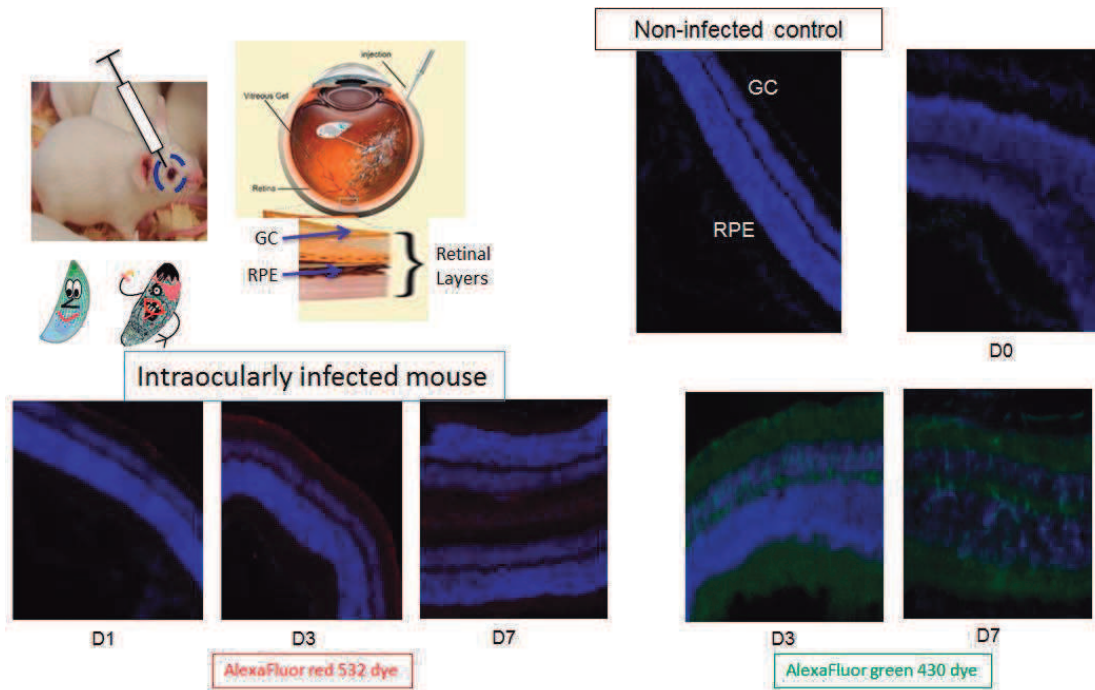 Non-infected control
injection
Vitreous Gel
Retina
GC
RPE
Retinal
Layers
GC
RPE
D0
Intraocularly infected mouse
D1
D3
D7
D3
D7
AlexaFluor red 532 dye
AlexaFluor green 430 dye